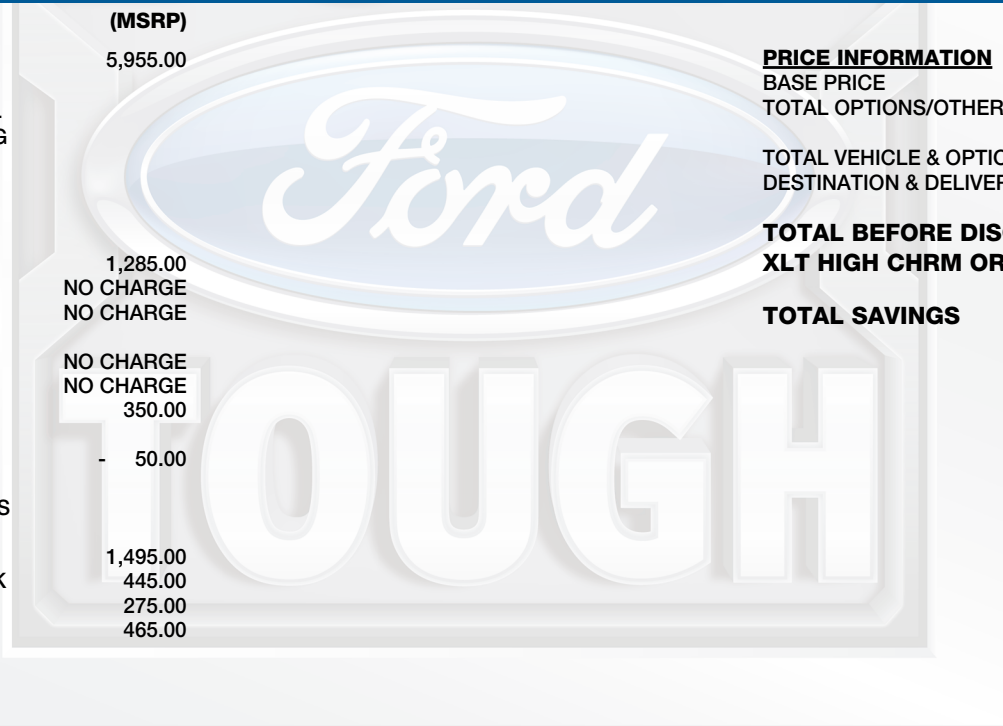 (MSRP)
5,955.00
G
1,285.00
NO CHARGE
NO CHARGE
NO CHARGE
NO CHARGE
350.00
- 50.00
S
1,495.00
K 445.00
275.00
465.00
PRICE INFORMATION
BASE PRICE
TOTAL OPTIONS/OTHER
TOTAL VEHICLE & OPTIO
DESTINATION & DELIVER
TOTAL BEFORE DIS
XLT HIGH CHRM OR
TOTAL SAVINGS
Ford
TOUGH